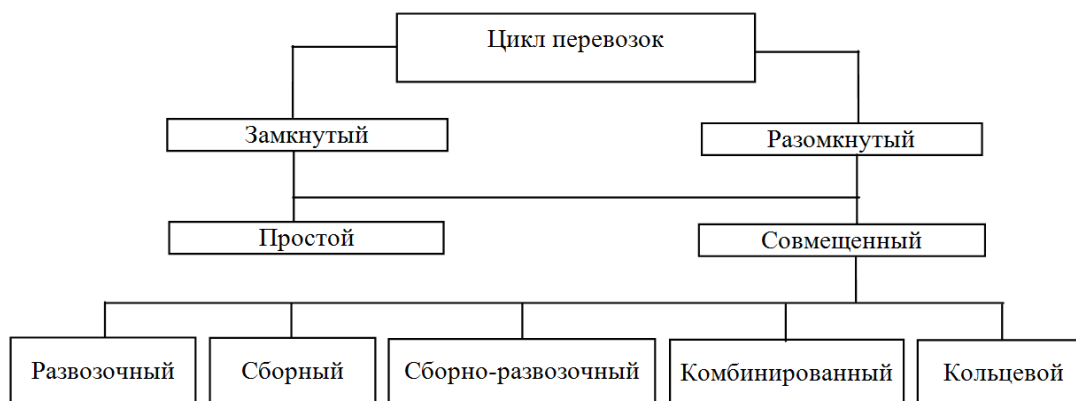 Цикл перевозок
Замкнутый
Разомкнутый
Простой
Совмещенный
Развозочный
Сборный
Сборно-развозочный
Комбинированный
Кольцевой